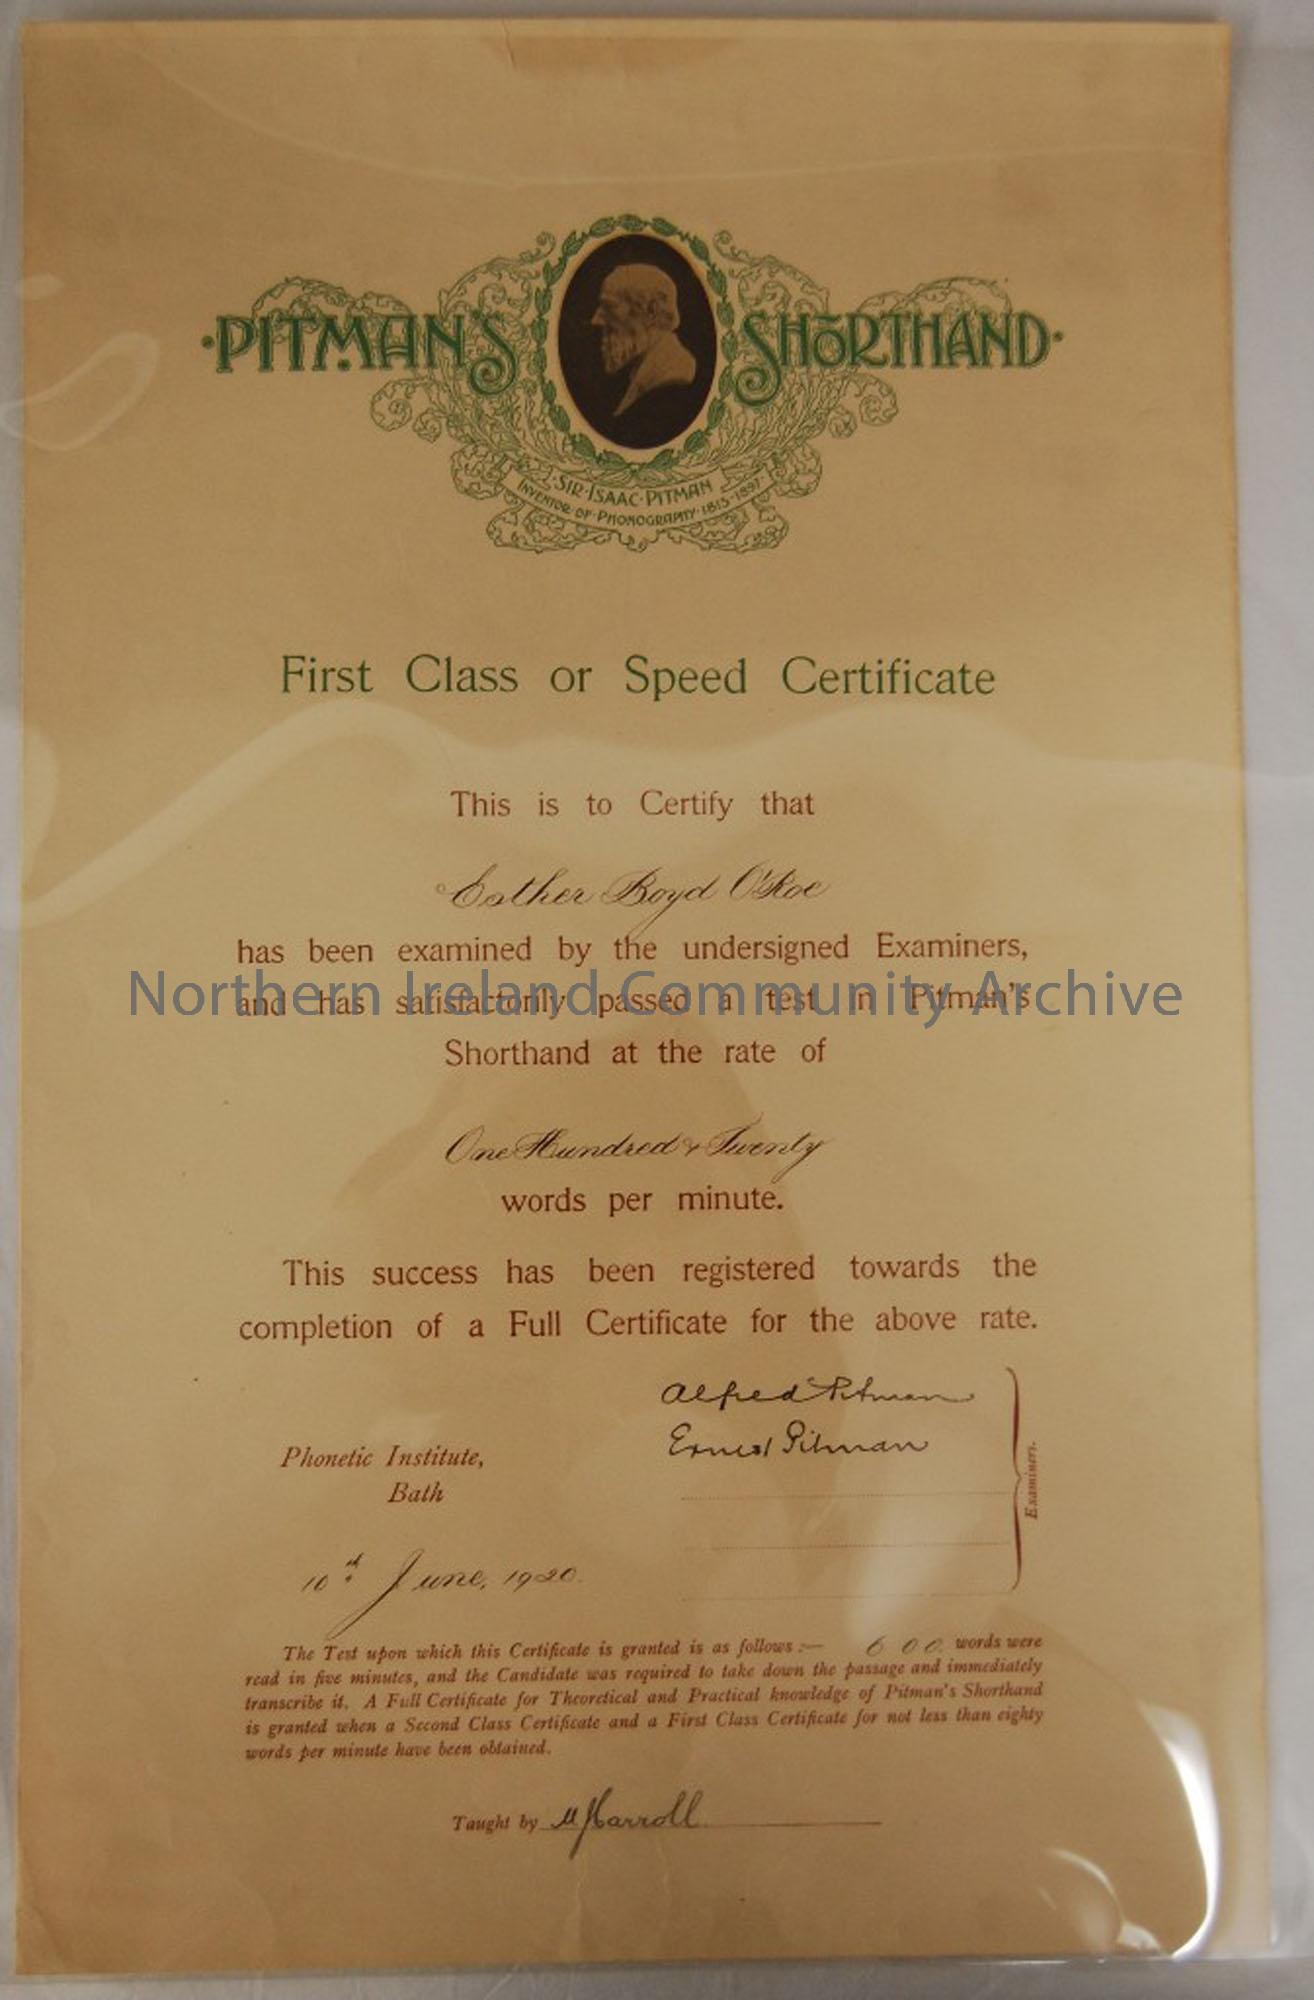 ·PITMAN'S SHORTHAND·
·SIR·ISAAC·PITMAN
INVENTOR·OF·PHONOGRAPHY·1813-1897·
First Class or Speed Certificate
This is to Certify that
Esther Boyd O'Roe
has been examined by the undersigned Examiners,
and has satisfactorily passed a test in Pitman's
Northern Ireland Community Archive
Shorthand at the rate of
One Hundred & Twenty
words per minute.
This success has been registered towards the
completion of a Full Certificate for the above rate.
Alfred Pitman
Ernest Pitman
Examiners.
Phonetic Institute,
Bath
10th June, 1920.
The Test upon which this Certificate is granted is as follows :— 600 words were
read in five minutes, and the Candidate was required to take down the passage and immediately
transcribe it. A Full Certificate for Theoretical and Practical knowledge of Pitman's Shorthand
is granted when a Second Class Certificate and a First Class Certificate for not less than eighty
words per minute have been obtained.
Taught by